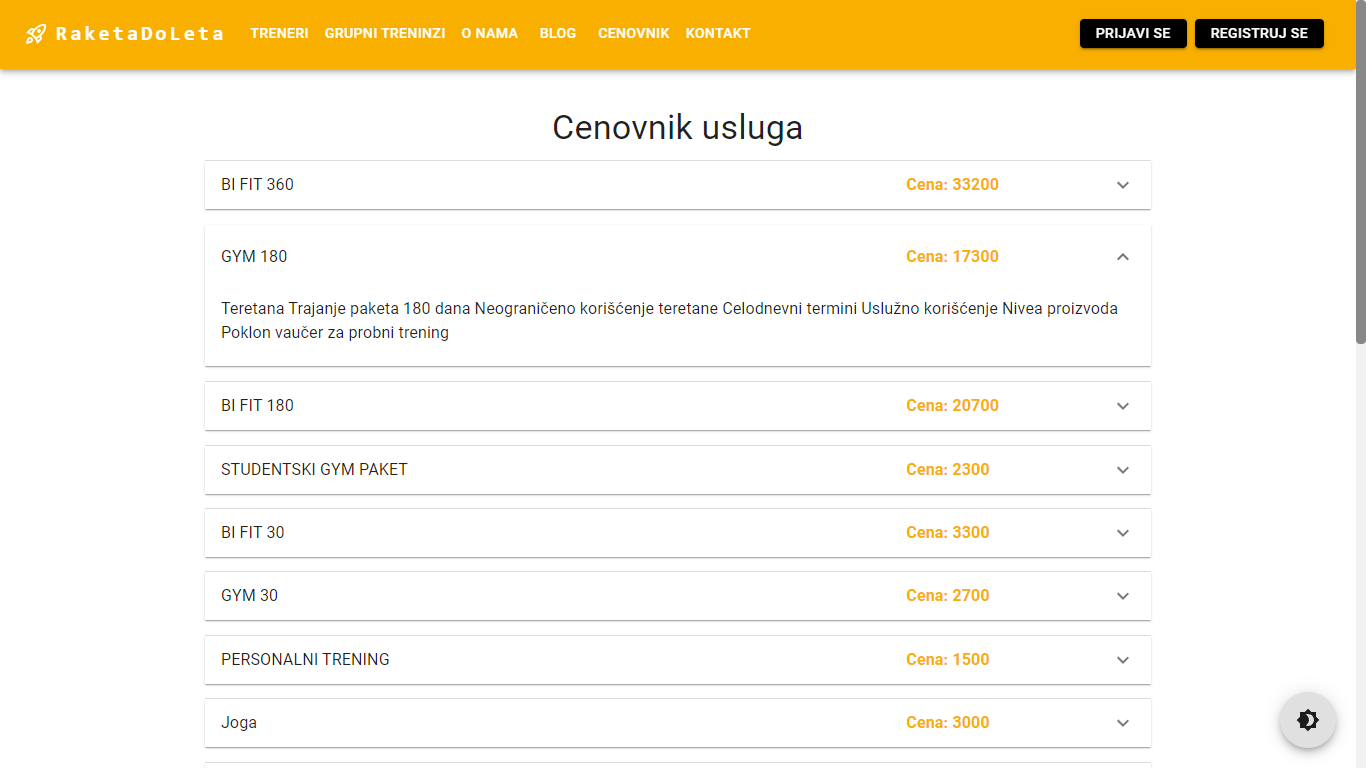 RaketaDoLeta TRENERI GRUPNI TRENINZI O NAMA BLOG CENOVNIK KONTAKT PRIJAVI SE REGISTRUJ SE
Cenovnik usluga
BI FIT 360 Cena: 33200
GYM 180 Cena: 17300
Teretana Trajanje paketa 180 dana Neograničeno korišćenje teretane Celodnevni termini Uslužno korišćenje Nivea proizvoda
Poklon vaučer za probni trening
BI FIT 180 Cena: 20700
STUDENTSKI GYM PAKET Cena: 2300
BI FIT 30 Cena: 3300
GYM 30 Cena: 2700
PERSONALNI TRENING Cena: 1500
Joga Cena: 3000